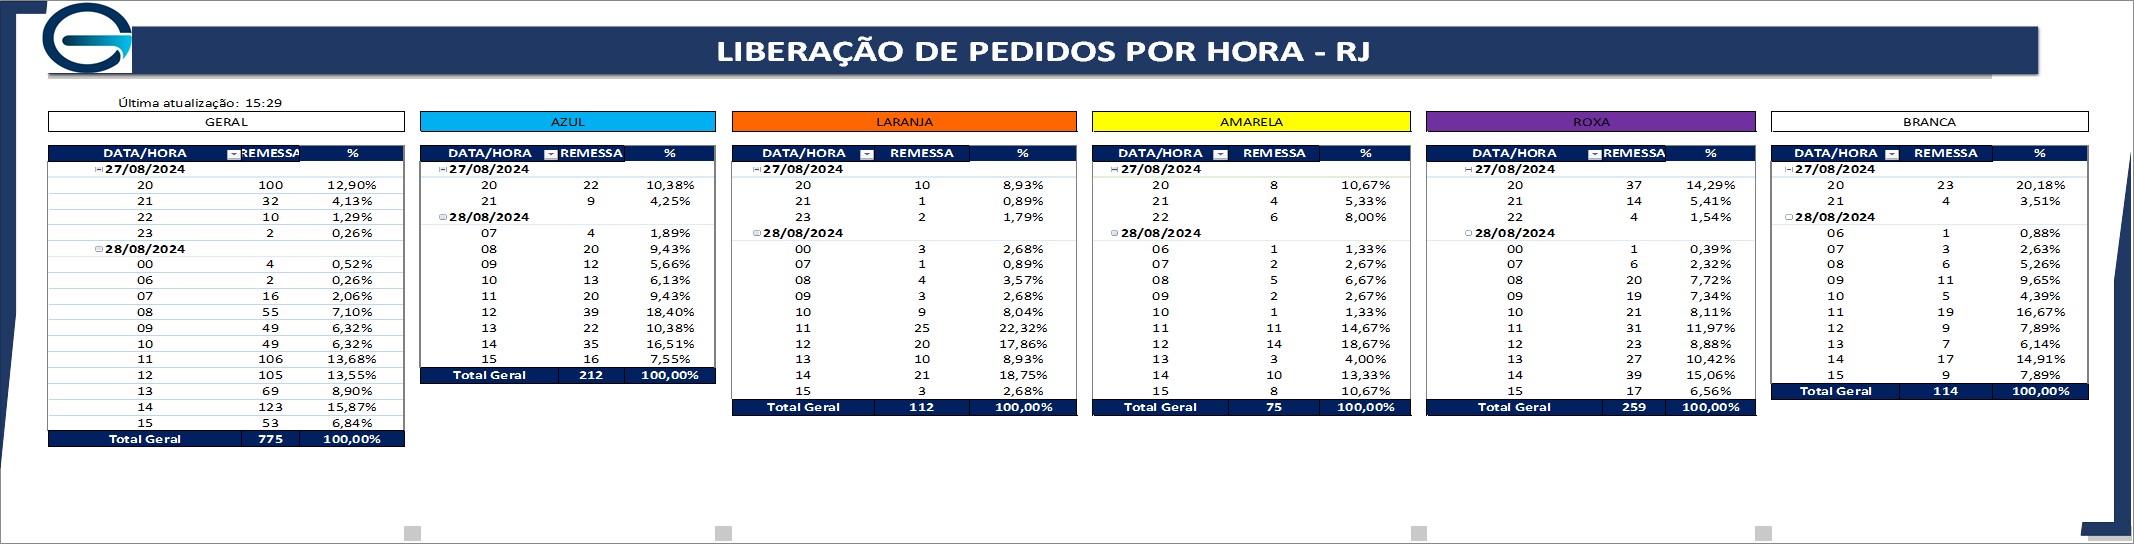 LIBERAÇÃO DE PEDIDOS POR HORA - RJ
Última atualização: 15:29
GERAL
DATA/HORA REMESSA %
27/08/2024
20 100 12,90%
21 32 4,13%
22 10 1,29%
23 2 0,26%
28/08/2024
00 4 0,52%
06 2 0,26%
07 16 2,06%
08 55 7,10%
09 49 6,32%
10 49 6,32%
11 106 13,68%
12 105 13,55%
13 69 8,90%
14 123 15,87%
15 53 6,84%
Total Geral 775 100,00%
AZUL
DATA/HORA REMESSA %
27/08/2024
20 22 10,38%
21 9 4,25%
28/08/2024
07 4 1,89%
08 20 9,43%
09 12 5,66%
10 13 6,13%
11 20 9,43%
12 39 18,40%
13 22 10,38%
14 35 16,51%
15 16 7,55%
Total Geral 212 100,00%
LARANJA
DATA/HORA REMESSA %
27/08/2024
20 10 8,93%
21 1 0,89%
23 2 1,79%
28/08/2024
00 3 2,68%
07 1 0,89%
08 4 3,57%
09 3 2,68%
10 9 8,04%
11 25 22,32%
12 20 17,86%
13 10 8,93%
14 21 18,75%
15 3 2,68%
Total Geral 112 100,00%
AMARELA
DATA/HORA REMESSA %
27/08/2024
20 8 10,67%
21 4 5,33%
22 6 8,00%
28/08/2024
06 1 1,33%
07 2 2,67%
08 5 6,67%
09 2 2,67%
10 1 1,33%
11 11 14,67%
12 14 18,67%
13 3 4,00%
14 10 13,33%
15 8 10,67%
Total Geral 75 100,00%
ROXA
DATA/HORA REMESSA %
27/08/2024
20 37 14,29%
21 14 5,41%
22 4 1,54%
28/08/2024
00 1 0,39%
07 6 2,32%
08 20 7,72%
09 19 7,34%
10 21 8,11%
11 31 11,97%
12 23 8,88%
13 27 10,42%
14 39 15,06%
15 17 6,56%
Total Geral 259 100,00%
BRANCA
DATA/HORA REMESSA %
27/08/2024
20 23 20,18%
21 4 3,51%
28/08/2024
06 1 0,88%
07 3 2,63%
08 6 5,26%
09 11 9,65%
10 5 4,39%
11 19 16,67%
12 9 7,89%
13 7 6,14%
14 17 14,91%
15 9 7,89%
Total Geral 114 100,00%